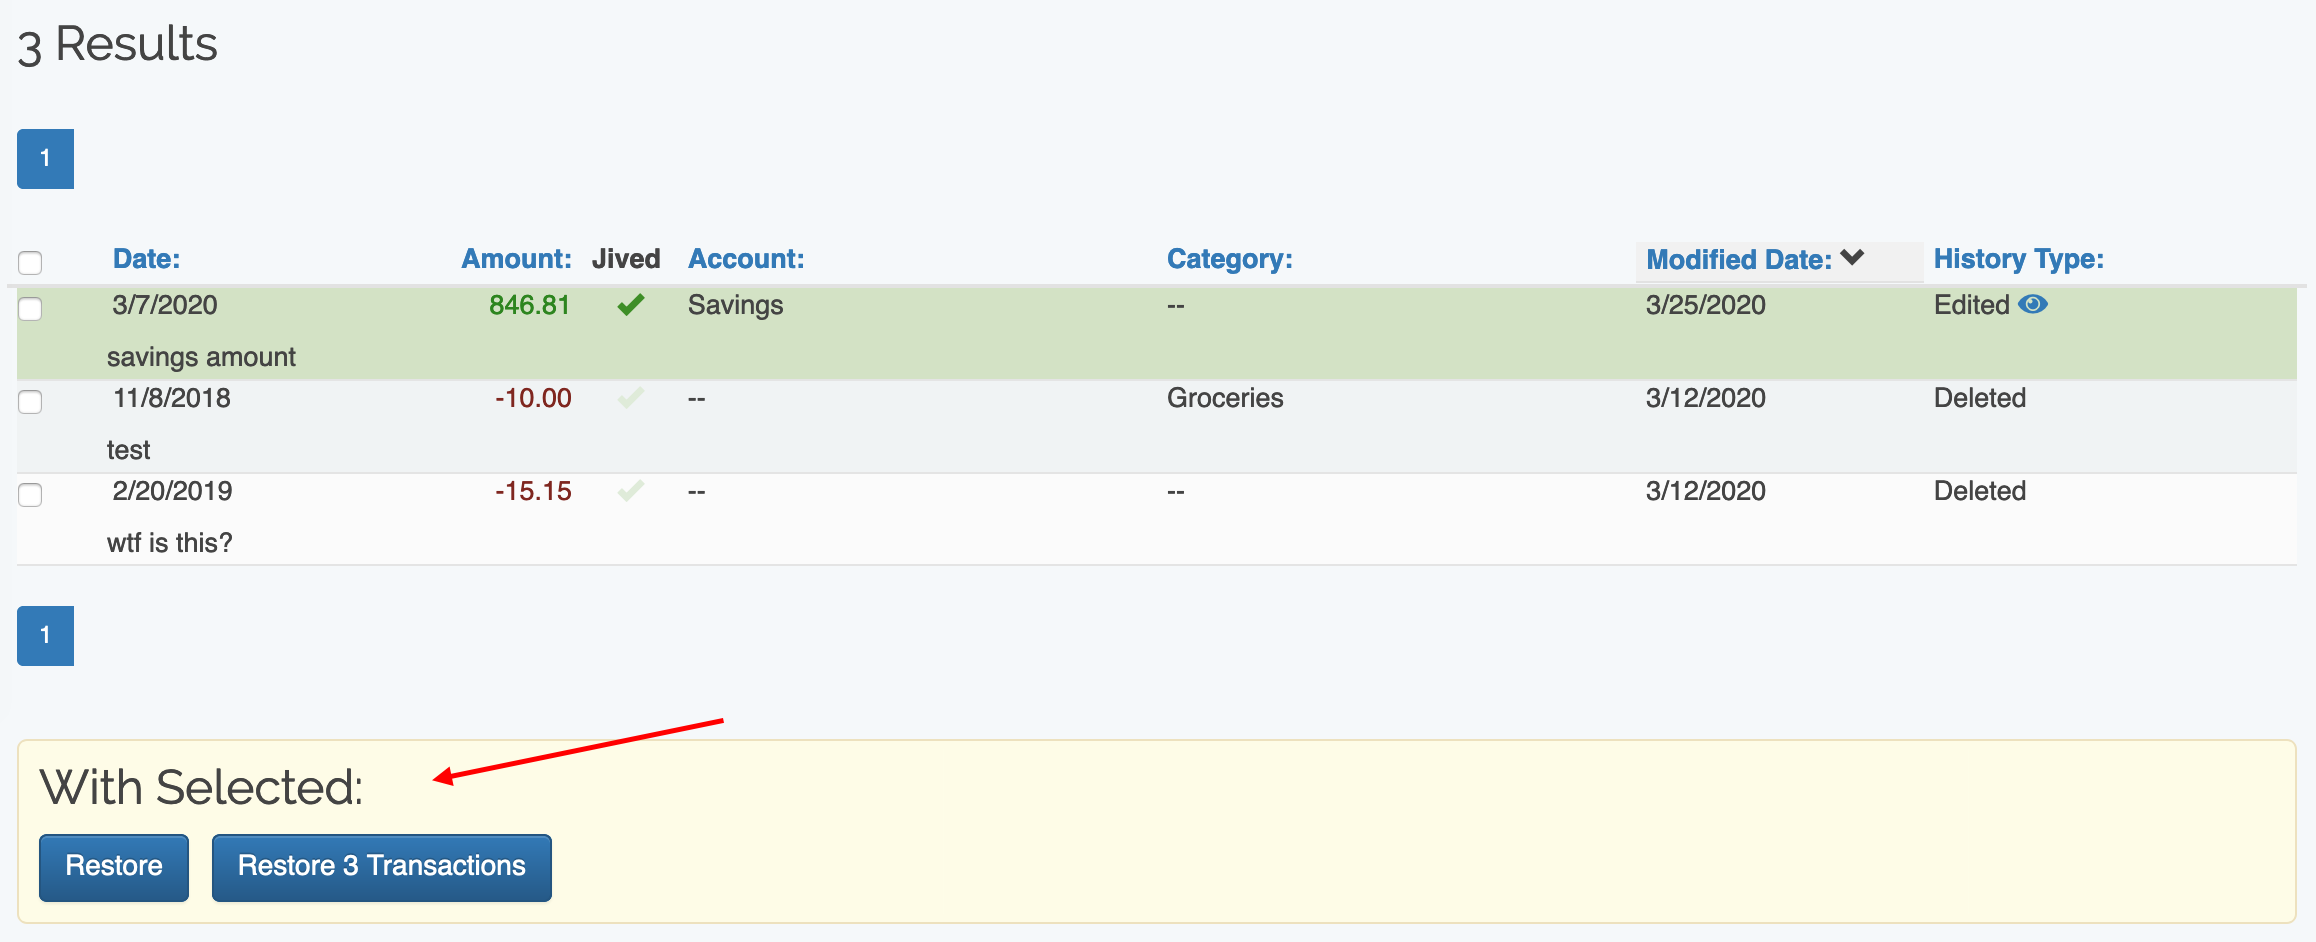 3 Results
1
Date: Amount: Jived Account: Category: Modified Date: History Type:
3/7/2020 846.81 Savings -- 3/25/2020 Edited
savings amount
11/8/2018 -10.00 -- Groceries 3/12/2020 Deleted
test
2/20/2019 -15.15 -- -- 3/12/2020 Deleted
wtf is this?
1
With Selected:
Restore Restore 3 Transactions